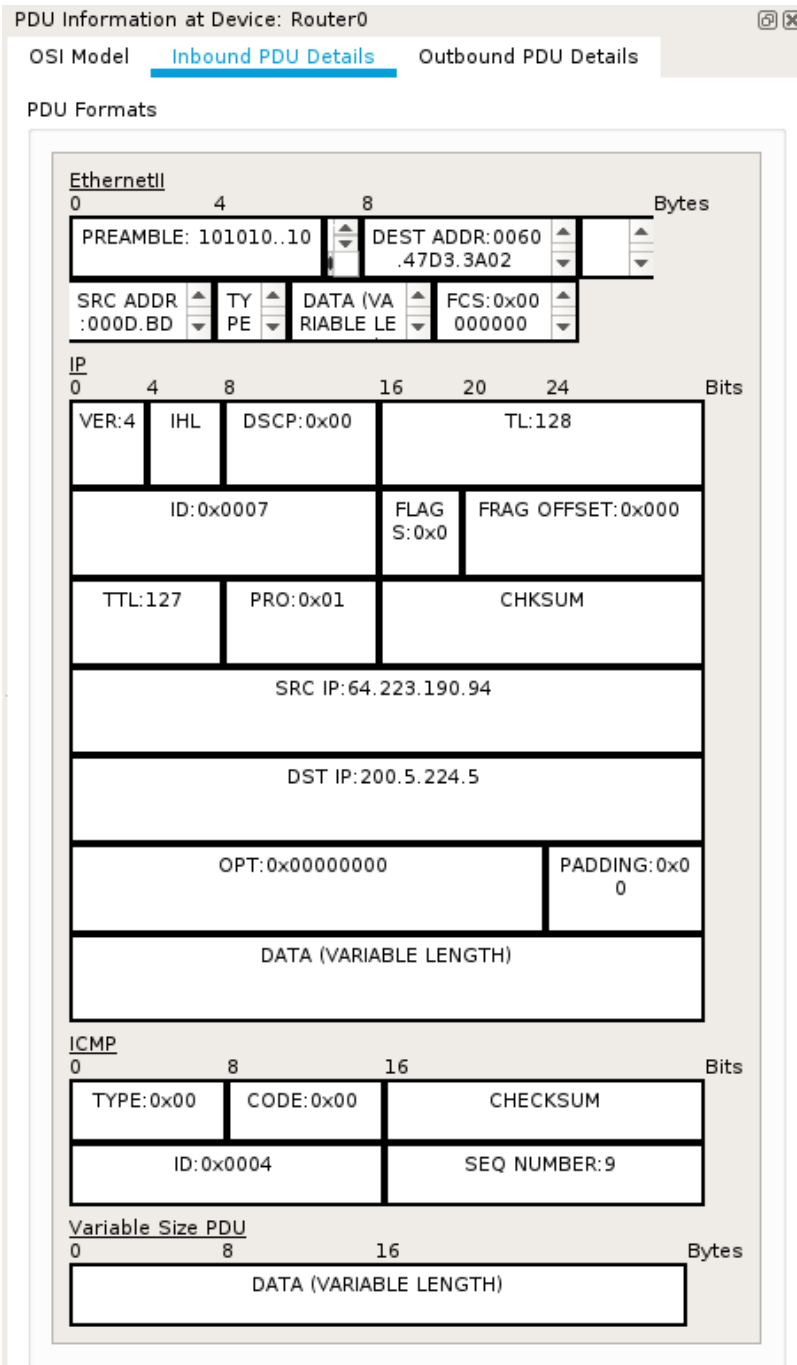 PDU Information at Device: Router0
OSI Model Inbound PDU Details Outbound PDU Details
PDU Formats
EthernetII
0 4 8 Bytes
PREAMBLE: 101010..10 DEST ADDR:0060
.47D3.3A02
SRC ADDR TY DATA (VA FCS:0x00
:000D.BD PE RIABLE LE 000000
IP
0 4 8 16 20 24 Bits
VER:4 IHL DSCP:0x00 TL:128
ID:0x0007 FLAG FRAG OFFSET:0x000
S:0x0
TTL:127 PRO:0x01 CHKSUM
SRC IP:64.223.190.94
DST IP:200.5.224.5
OPT:0x00000000 PADDING:0x0
0
DATA (VARIABLE LENGTH)
ICMP
0 8 16 Bits
TYPE:0x00 CODE:0x00 CHECKSUM
ID:0x0004 SEQ NUMBER:9
Variable Size PDU
0 8 16 Bytes
DATA (VARIABLE LENGTH)